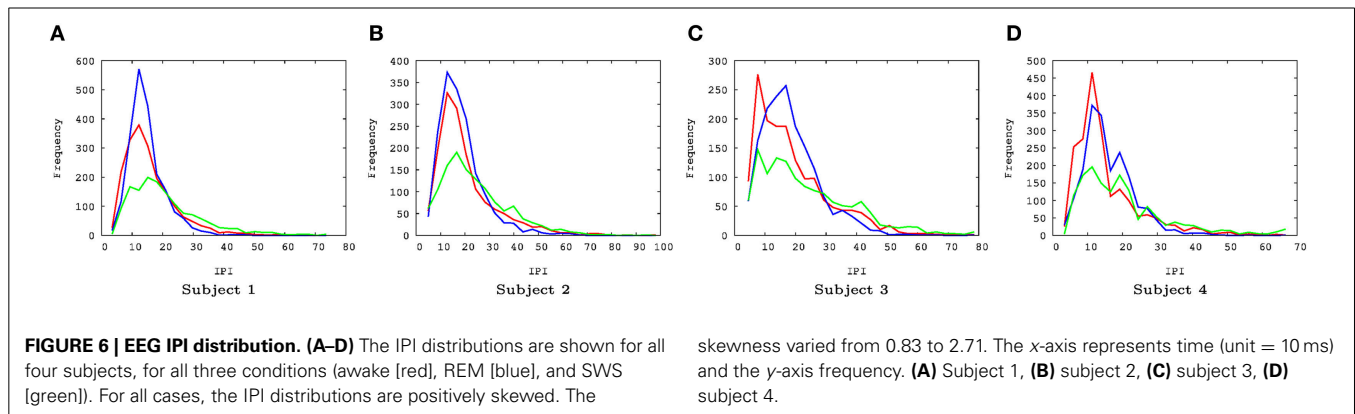 A B C D
600
500
400
300
200
100
0
Frequency
0 10 20 30 40 50 60 70 80
IPI
Subject 1
400
350
300
250
200
150
100
50
0
Frequency
0 10 20 30 40 50 60 70 80 90 100
IPI
Subject 2
300
250
200
150
100
50
0
Frequency
0 10 20 30 40 50 60 70 80
IPI
Subject 3
500
450
400
350
300
250
200
150
100
50
0
Frequency
0 10 20 30 40 50 60 70
IPI
Subject 4
FIGURE 6 | EEG IPI distribution. (A–D) The IPI distributions are shown for all
four subjects, for all three conditions (awake [red], REM [blue], and SWS
[green]). For all cases, the IPI distributions are positively skewed. The
skewness varied from 0.83 to 2.71. The x-axis represents time (unit = 10 ms)
and the y-axis frequency. (A) Subject 1, (B) subject 2, (C) subject 3, (D)
subject 4.